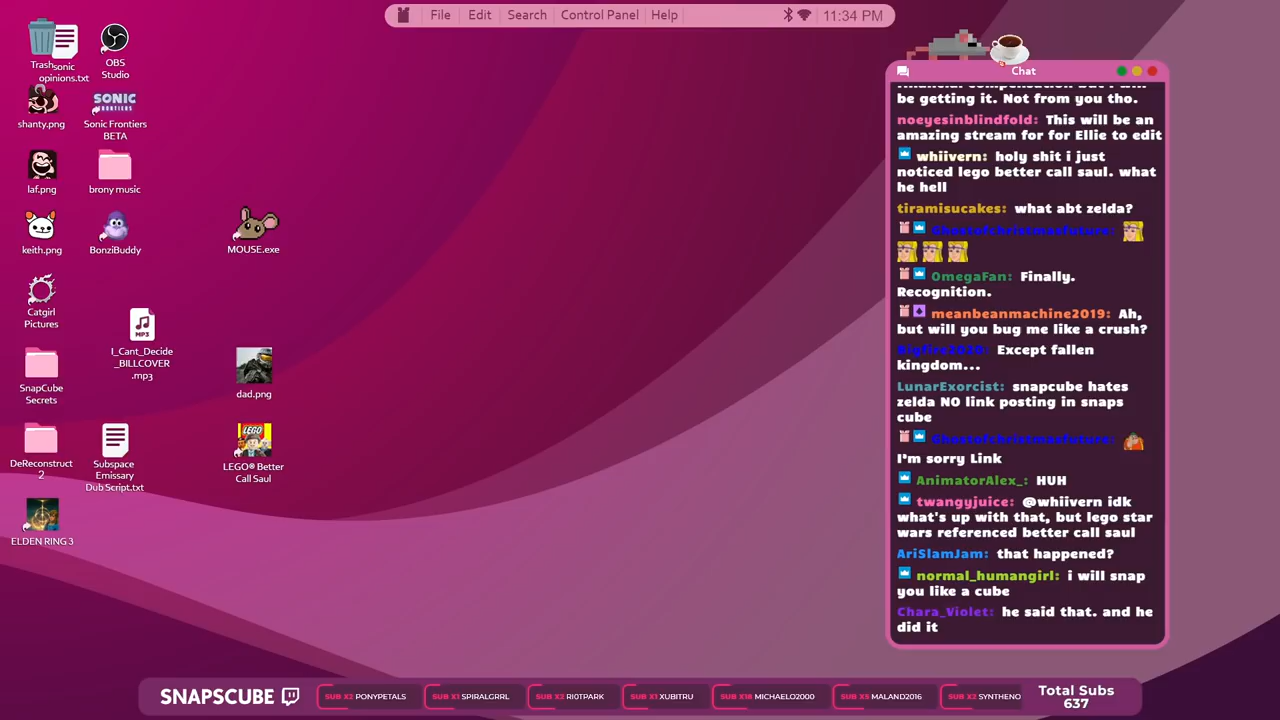 File Edit Search Control Panel Help 11:34 PM
Trash
sonic
opinions.txt
OBS
Studio
shanty.png
Sonic Frontiers
BETA
SONIC
FRONTIERS
laf.png
brony music
keith.png
BonziBuddy
MOUSE.exe
Catgirl
Pictures
MP3
I_Cant_Decide
_BILLCOVER
.mp3
SnapCube
Secrets
dad.png
DeReconstruct
2
Subspace
Emissary
Dub Script.txt
LEGO
LEGO® Better
Call Saul
ELDEN RING 3
Chat
be getting it. Not from you tho.
noeyesinblindfold: This will be an
amazing stream for for Ellie to edit
whiivern: holy shit i just
noticed lego better call saul. what
he hell
tiramisucakes: what abt zelda?
Ghostofchristmasfuture:
OmegaFan: Finally.
Recognition.
meanbeanmachine2019: Ah,
but will you bug me like a crush?
Except fallen
kingdom...
LunarExorcist: snapcube hates
zelda NO link posting in snaps
cube
Ghostofchristmasfuture:
I'm sorry Link
AnimatorAlex_: HUH
twangyjuice: @whiivern idk
what's up with that, but lego star
wars referenced better call saul
AriSlamJam: that happened?
normal_humangirl: i will snap
you like a cube
Chara_Violet: he said that. and he
did it
SNAPSCUBE
SUB X2 PONYPETALS
SUB X1 SPIRALGRRL
SUB X2 RI0TPARK
SUB X1 XUBITRU
SUB X18 MICHAELO2000
SUB X5 MALAND2016
SYNTHENO
Total Subs
637